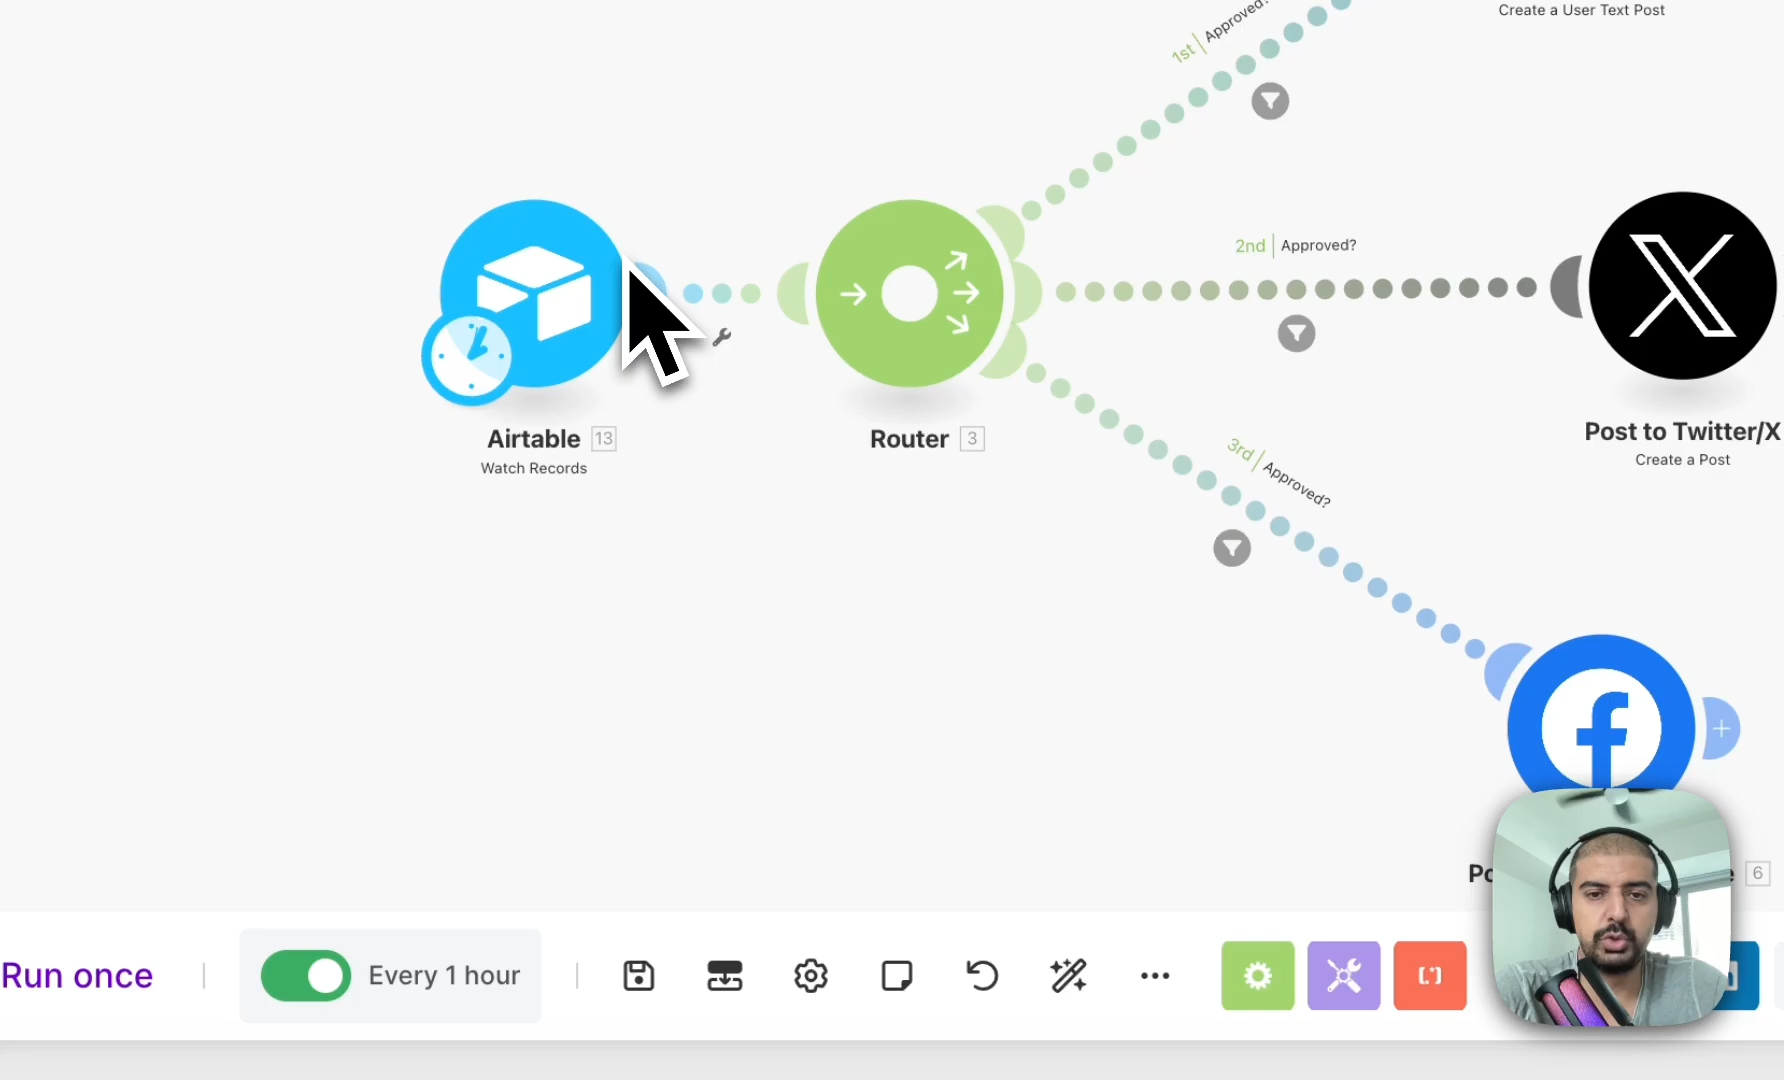 Create a User Text Post
1st | Approved?
2nd | Approved?
Airtable 13
Watch Records
Router 3
Post to Twitter/X
Create a Post
3rd | Approved?
6
Run once
Every 1 hour